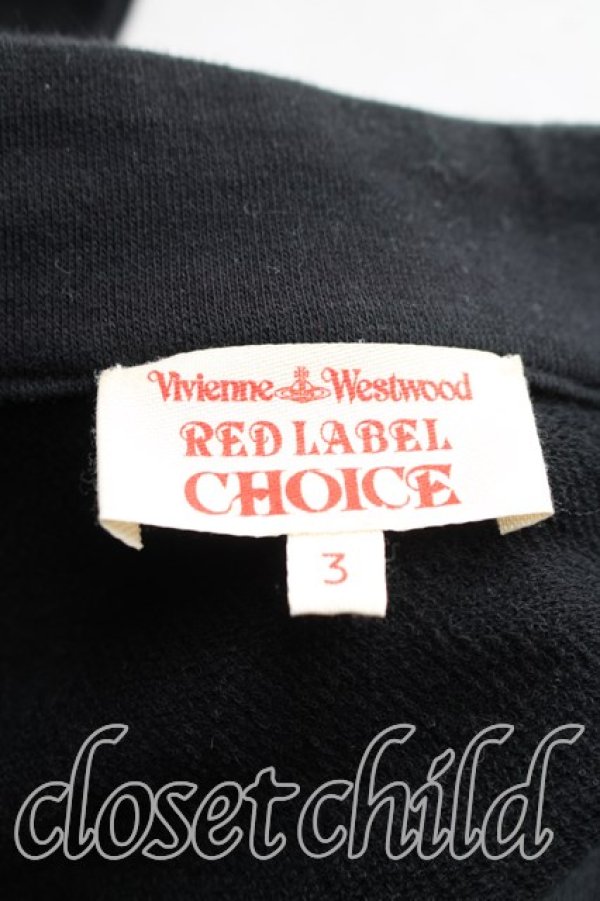 Vivienne Westwood
RED LABEL
CHOICE
3
closet child